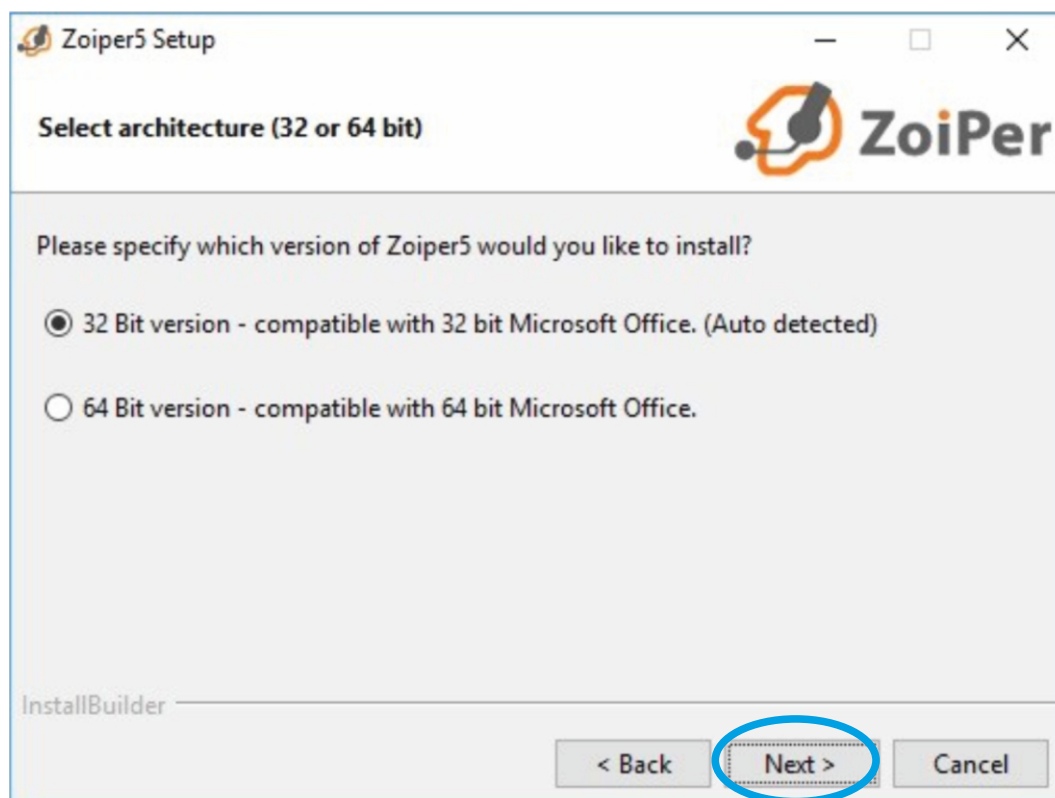 Zoiper5 Setup
Select architecture (32 or 64 bit)
ZoiPer
Please specify which version of Zoiper5 would you like to install?
32 Bit version - compatible with 32 bit Microsoft Office. (Auto detected)
64 Bit version - compatible with 64 bit Microsoft Office.
InstallBuilder
< Back
Next >
Cancel